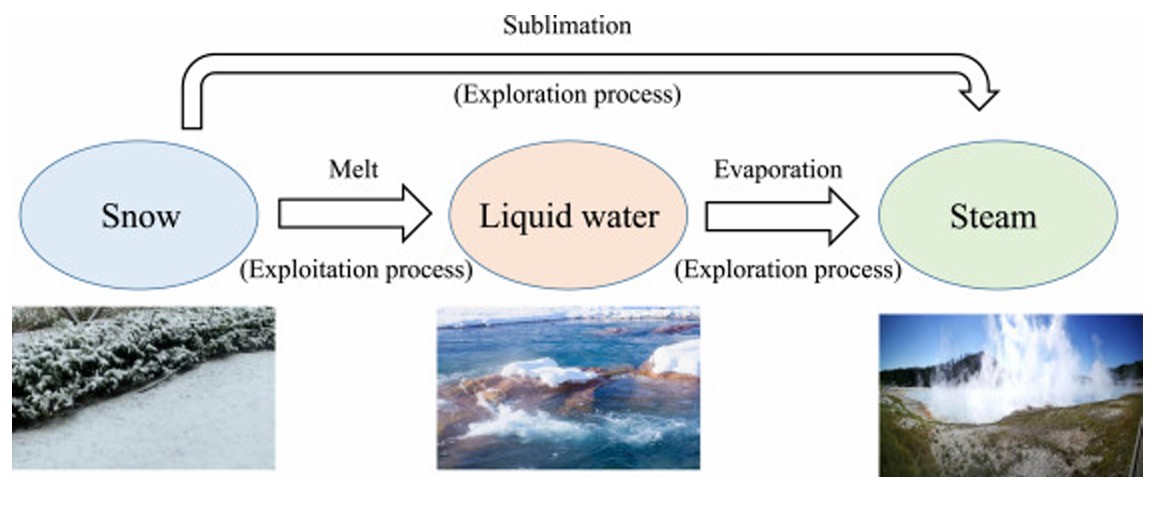 Sublimation
(Exploration process)
Melt
Evaporation
Snow
Liquid water
Steam
(Exploitation process)
(Exploration process)